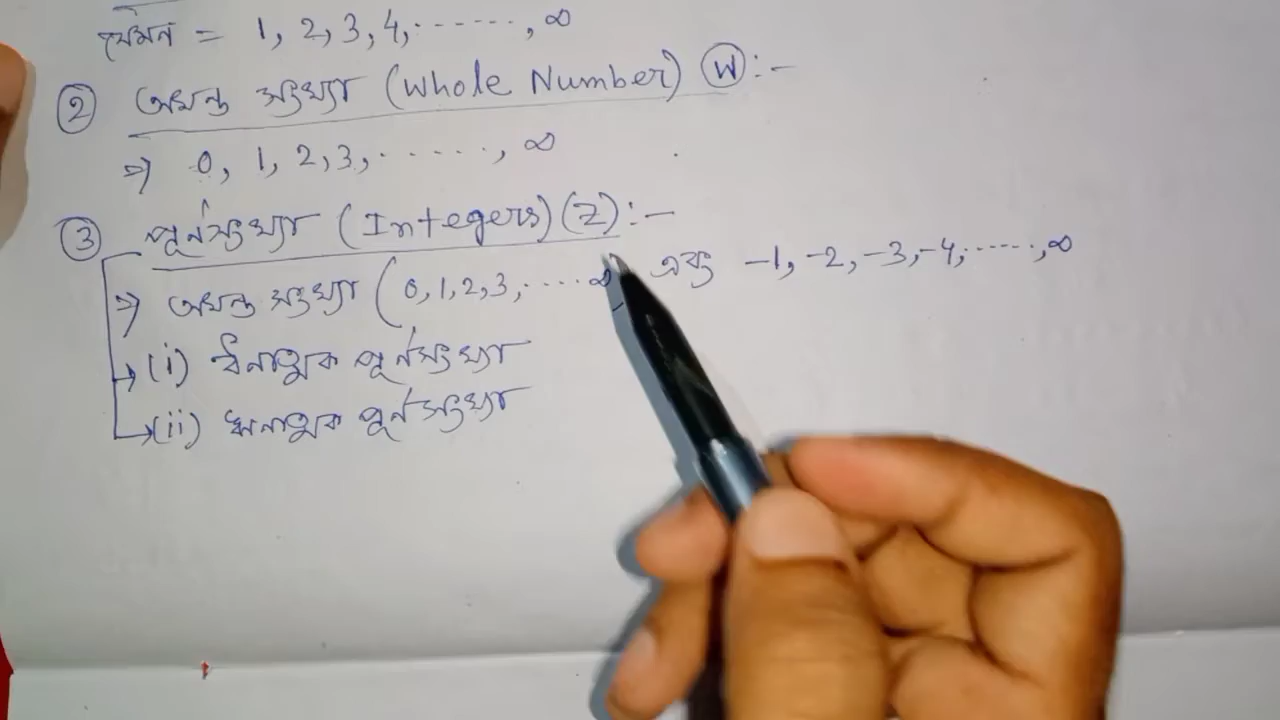 যেমন = 1, 2, 3, 4, ......, ∞
② অখন্ড সংখ্যা (Whole Number) Ⓦ:-
⇒ 0, 1, 2, 3, ......, ∞
③ পূর্নসংখ্যা (Integers) (Z):-
⇒ অখন্ড সংখ্যা (0, 1, 2, 3, .... ∞ এবং -1, -2, -3, -4, ......, ∞
→ (i) ধনাত্মক পূর্নসংখ্যা
→ (ii) ঋনাত্মক পূর্নসংখ্যা